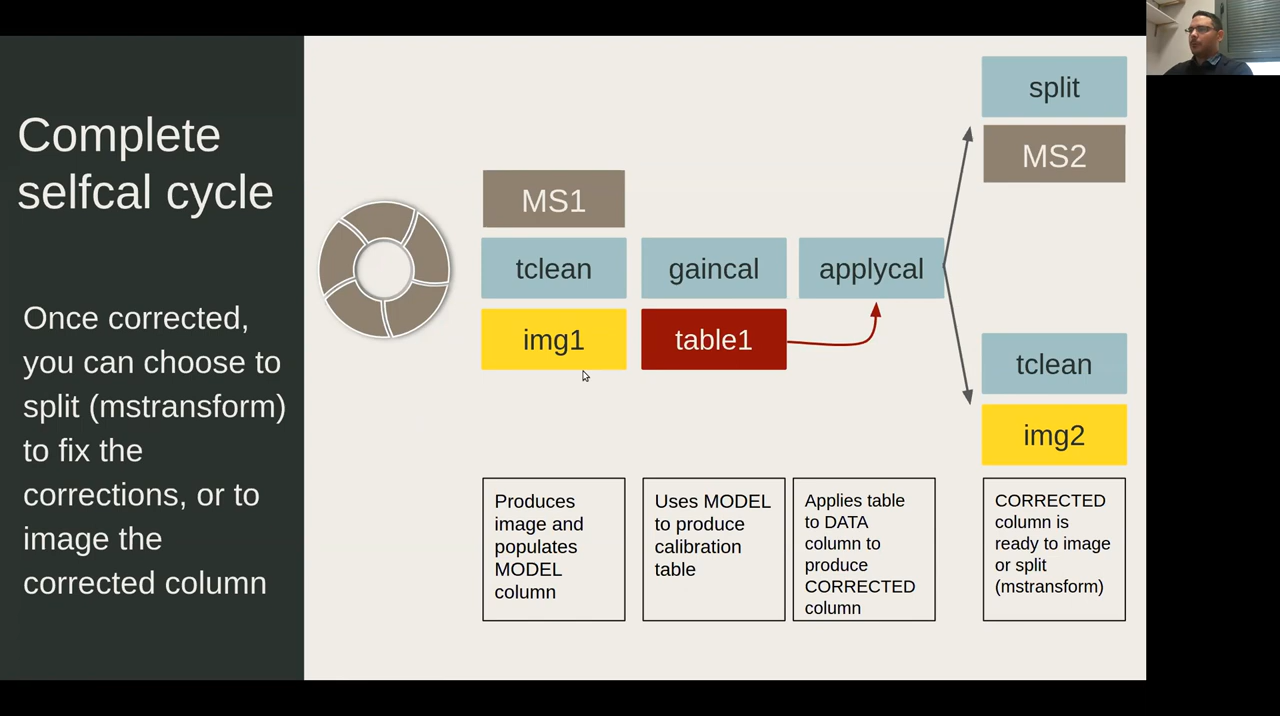 Complete
selfcal cycle
Once corrected,
you can choose to
split (mstransform)
to fix the
corrections, or to
image the
corrected column
MS1
tclean
img1
gaincal
table1
applycal
split
MS2
tclean
img2
Produces
image and
populates
MODEL
column
Uses MODEL
to produce
calibration
table
Applies table
to DATA
column to
produce
CORRECTED
column
CORRECTED
column is
ready to image
or split
(mstransform)